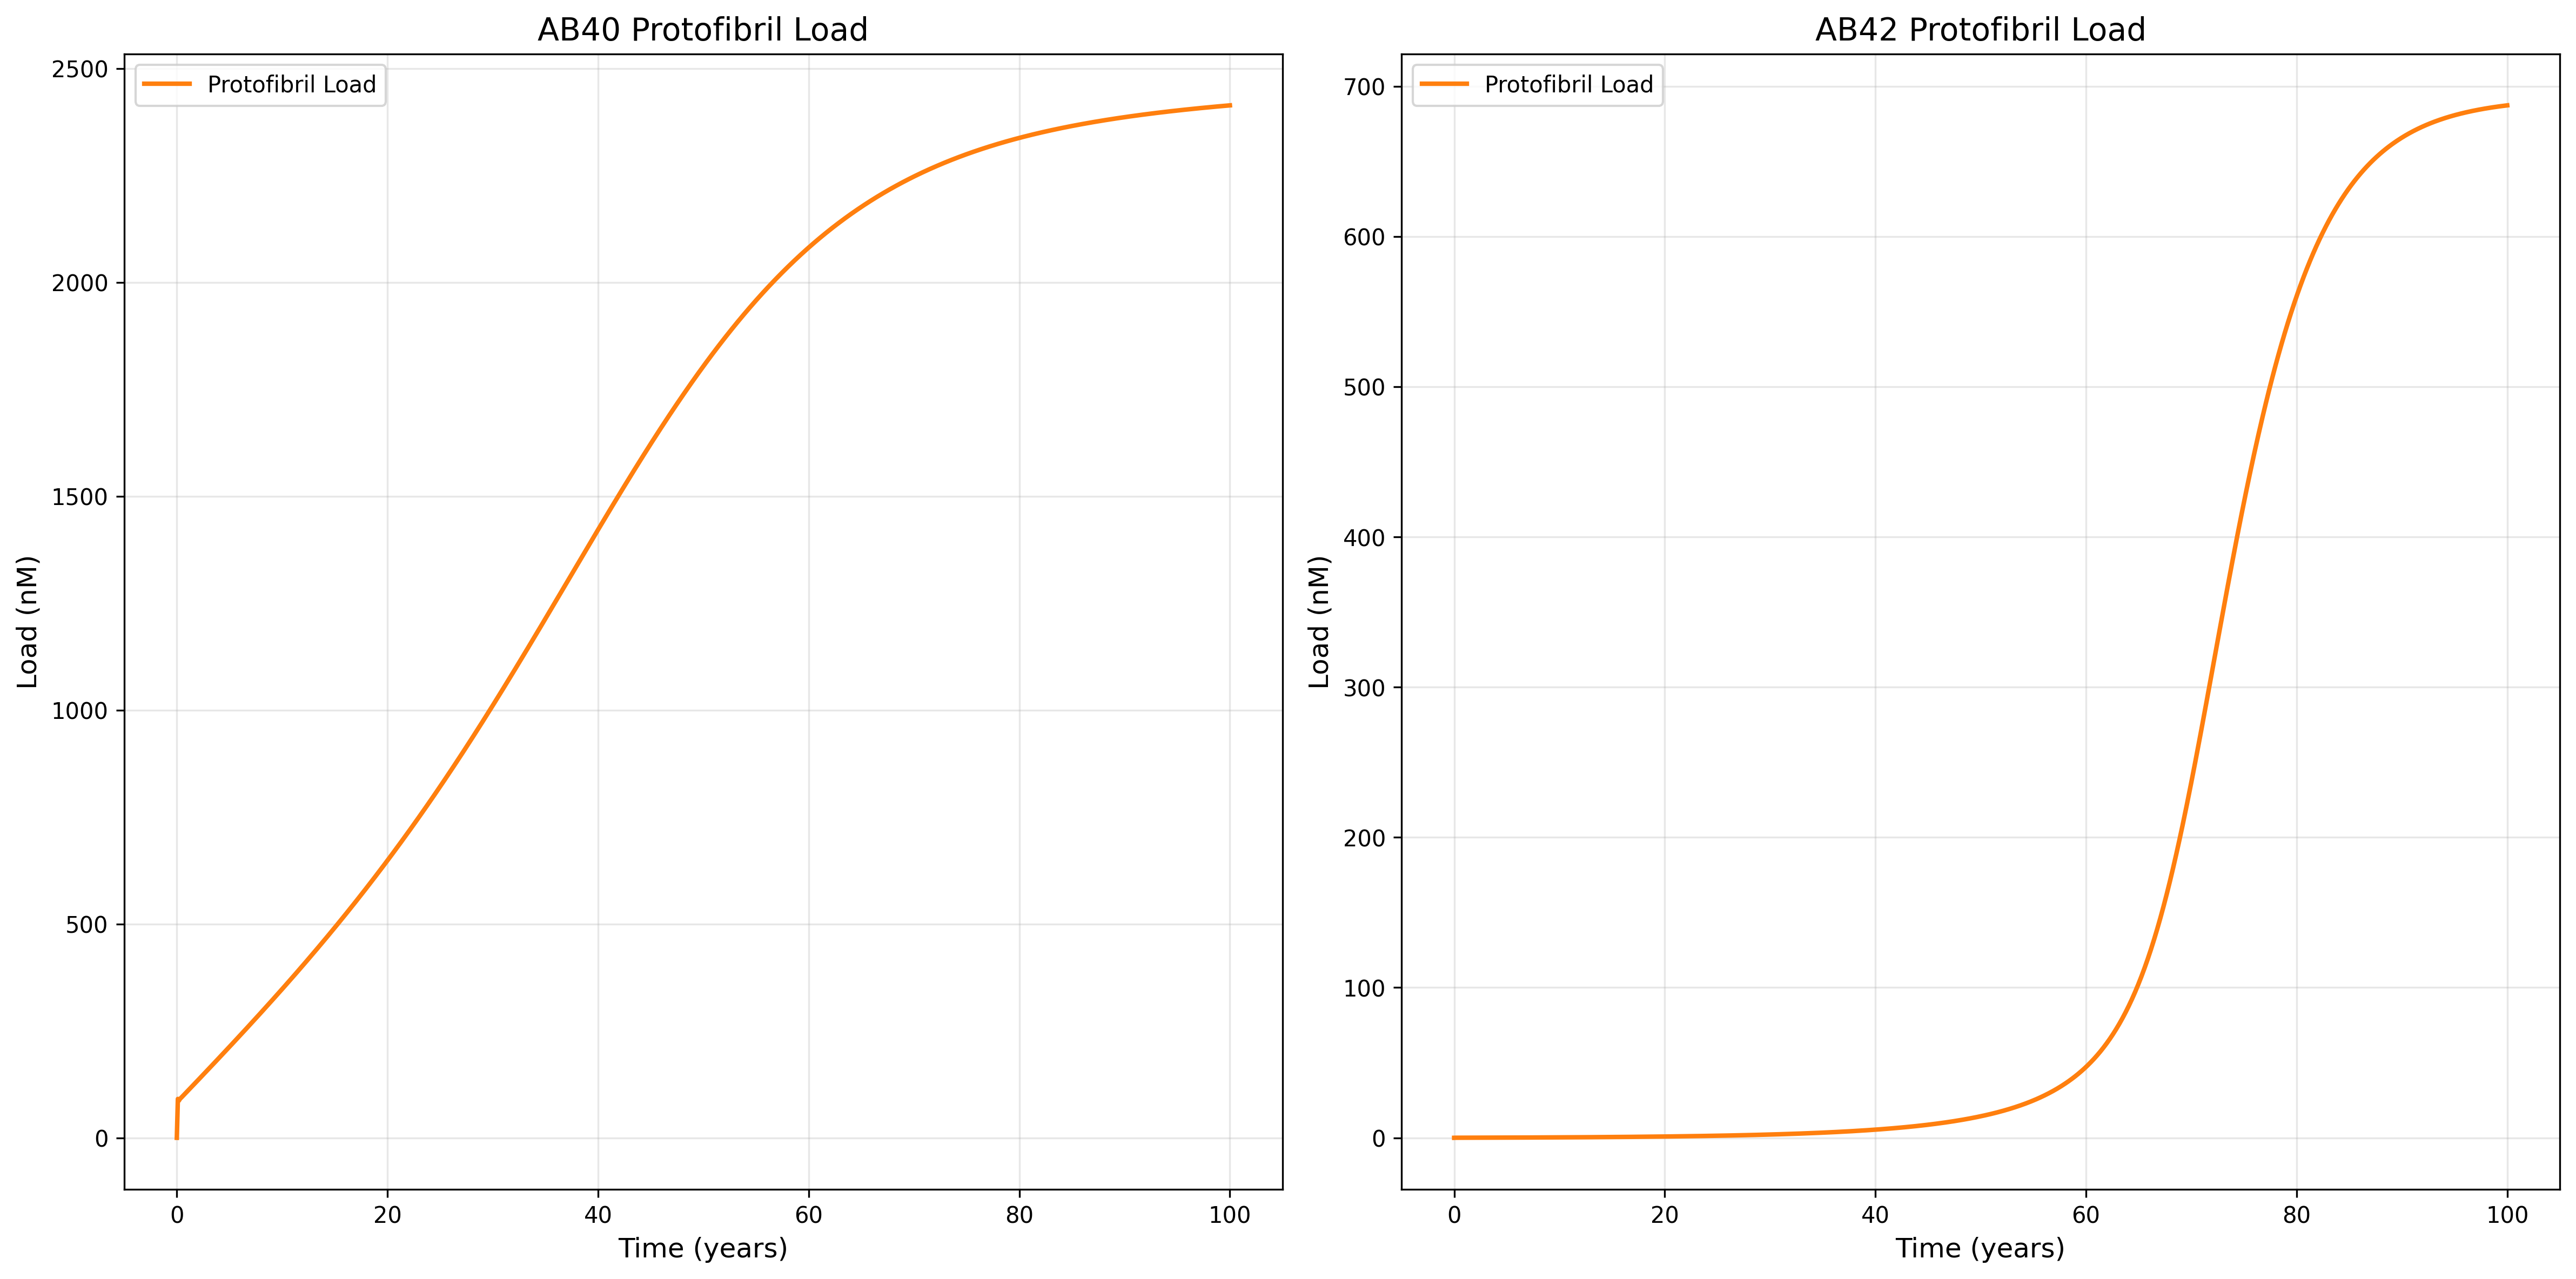 AB40 Protofibril Load
Protofibril Load
Load (nM)
2500
2000
1500
1000
500
0
0 20 40 60 80 100
Time (years)
AB42 Protofibril Load
Protofibril Load
Load (nM)
700
600
500
400
300
200
100
0
0 20 40 60 80 100
Time (years)